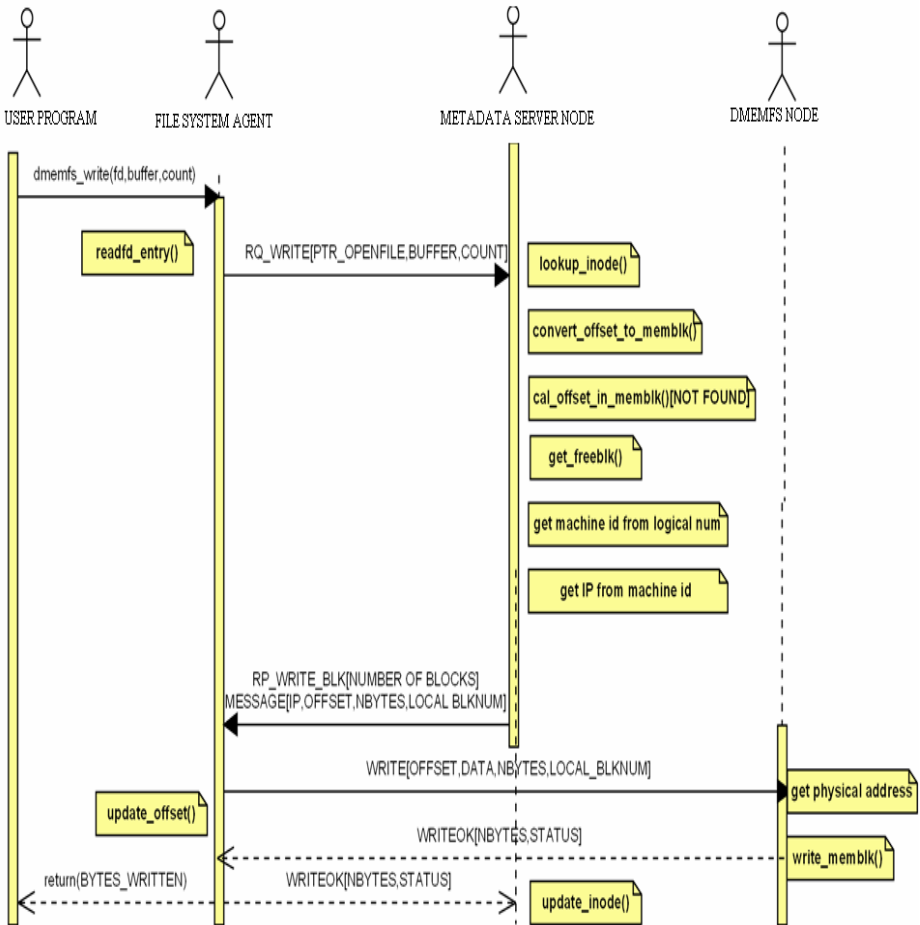 USER PROGRAM
FILE SYSTEM AGENT
METADATA SERVER NODE
DMEMFS NODE
dmemfs_write(fd,buffer,count)
readfd_entry()
RQ_WRITE[PTR_OPENFILE,BUFFER,COUNT]
lookup_inode()
convert_offset_to_memblk()
cal_offset_in_memblk()[NOT FOUND]
get_freeblk()
get machine id from logical num
get IP from machine id
RP_WRITE_BLK[NUMBER OF BLOCKS]
MESSAGE[IP,OFFSET,NBYTES,LOCAL BLKNUM]
WRITE[OFFSET,DATA,NBYTES,LOCAL_BLKNUM]
get physical address
update_offset()
WRITEOK[NBYTES,STATUS]
write_memblk()
return(BYTES_WRITTEN)
WRITEOK[NBYTES,STATUS]
update_inode()